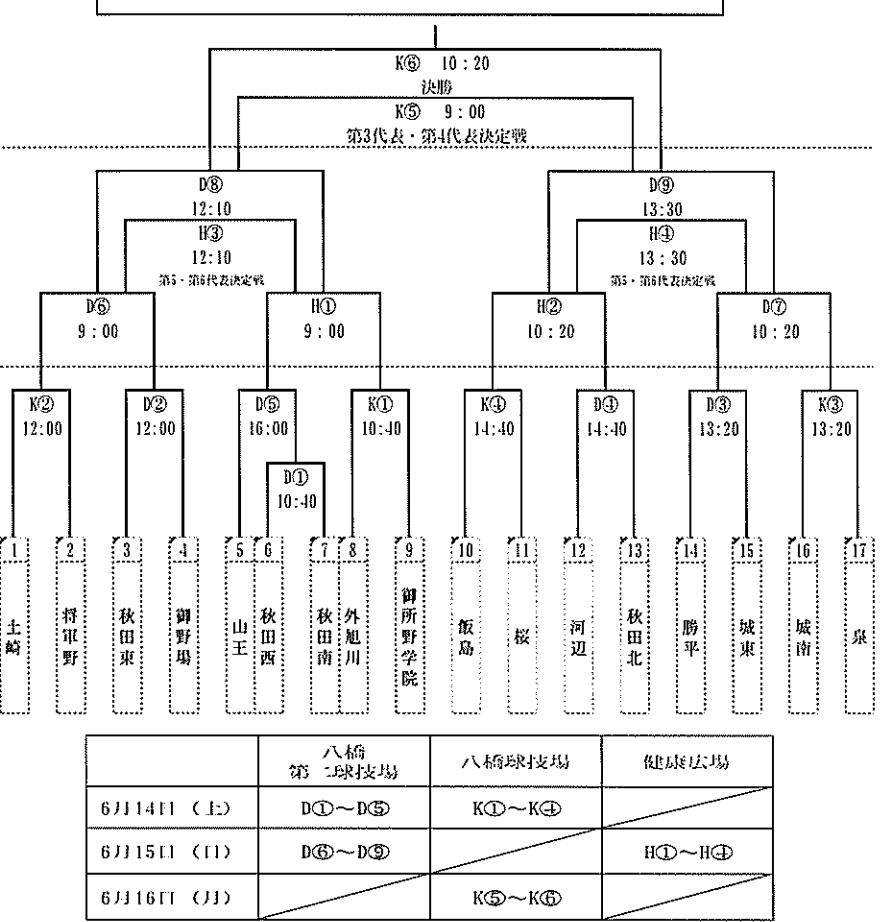 K⑥ 10:20
決勝
K⑤ 9:00
第3代表・第4代表決定戦
D⑧ D⑨
12:10 13:30
H③ H④
12:10 13:30
第5・第6代表決定戦 第5・第6代表決定戦
D⑥ H① H② D⑦
9:00 9:00 10:20 10:20
K② D② D⑤ K① K④ D④ D③ K③
12:00 12:00 16:00 10:40 14:40 14:40 13:20 13:20
D①
10:40
1 2 3 4 5 6 7 8 9 10 11 12 13 14 15 16 17
土崎
将軍野
秋田東
御野場
山王
秋田西
秋田南
外旭川
御所野学院
飯島
桜
河辺
秋田北
勝平
城東
城南
泉
八橋
第二球技場 八橋球技場 健康広場
6月14日(土) D①~D⑤ K①~K④
6月15日(日) D⑥~D⑨ H①~H④
6月16日(月) K⑤~K⑥